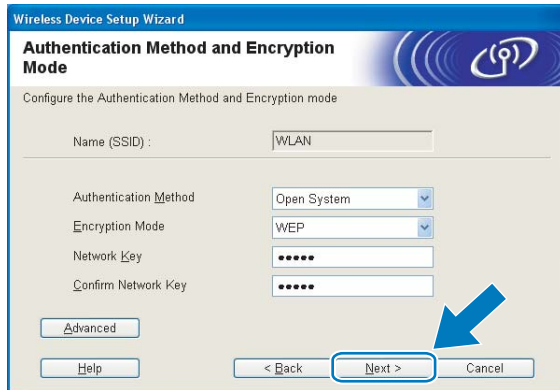 Wireless Device Setup Wizard
Authentication Method and Encryption
Mode
Configure the Authentication Method and Encryption mode
Name (SSID) : WLAN
Authentication Method Open System
Encryption Mode WEP
Network Key •••••
Confirm Network Key •••••
Advanced
Help < Back Next > Cancel